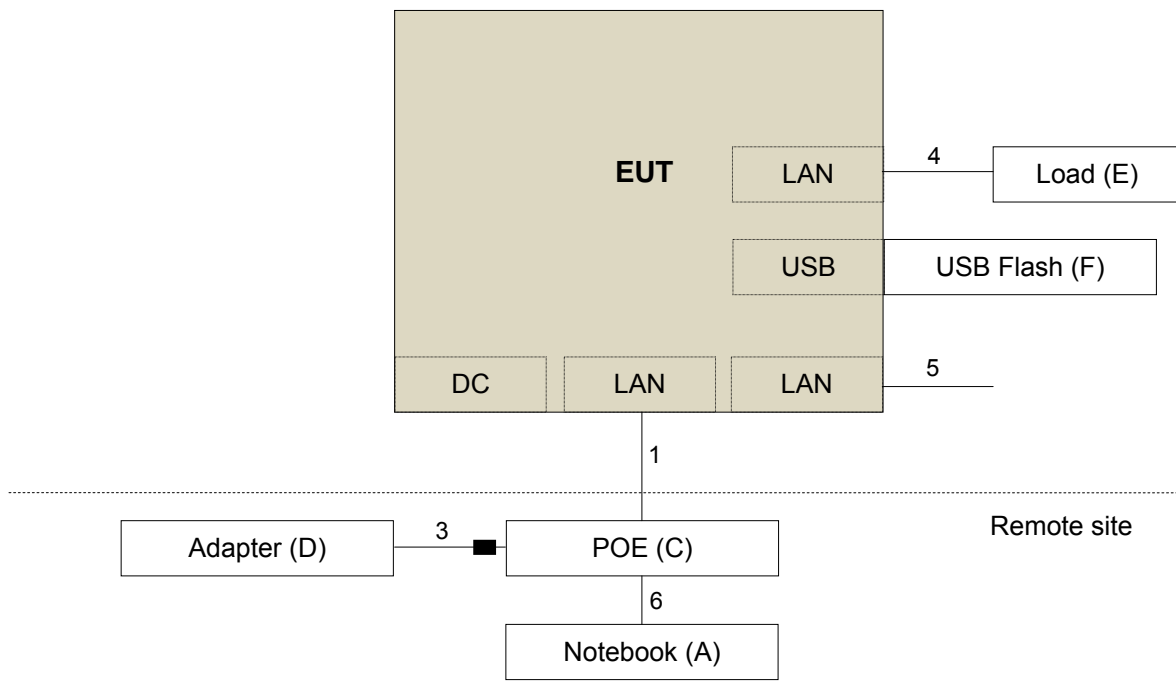 EUT
LAN
4
Load (E)
USB
USB Flash (F)
DC
LAN
LAN
5
1
Remote site
Adapter (D)
3
POE (C)
6
Notebook (A)